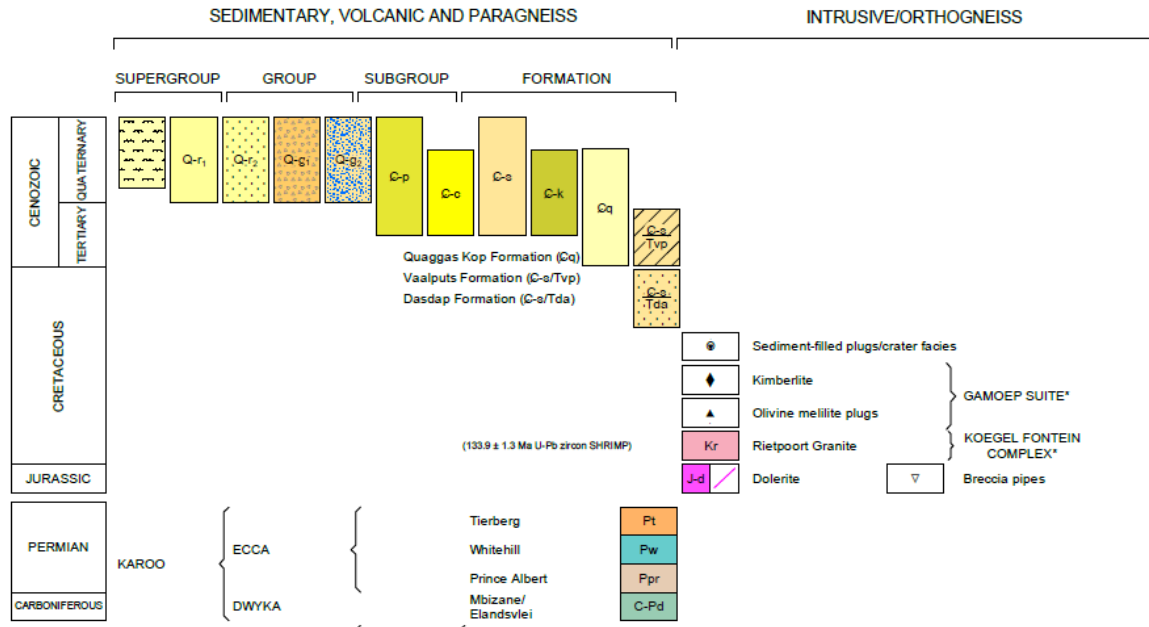 SEDIMENTARY, VOLCANIC AND PARAGNEISS
INTRUSIVE/ORTHOGNEISS
SUPERGROUP GROUP SUBGROUP FORMATION
CENOZOIC
QUATERNARY
TERTIARY
Q-r₁
Q-r₂
Q-g₁
Q-g₂
₵-p
₵-c
₵-s
₵-k
₵q
₵-s
Tvp
₵-s
Tda
Quaggas Kop Formation (₵q)
Vaalputs Formation (₵-s/Tvp)
Dasdap Formation (₵-s/Tda)
CRETACEOUS
Sediment-filled plugs/crater facies
Kimberlite
Olivine melilite plugs
GAMOEP SUITE*
(133.9 ± 1.3 Ma U-Pb zircon SHRIMP)
Kr Rietpoort Granite
KOEGEL FONTEIN
COMPLEX*
JURASSIC
J-d Dolerite
Breccia pipes
PERMIAN
CARBONIFEROUS
KAROO
ECCA
DWYKA
Tierberg Pt
Whitehill Pw
Prince Albert Ppr
Mbizane/
Elandsvlei
C-Pd